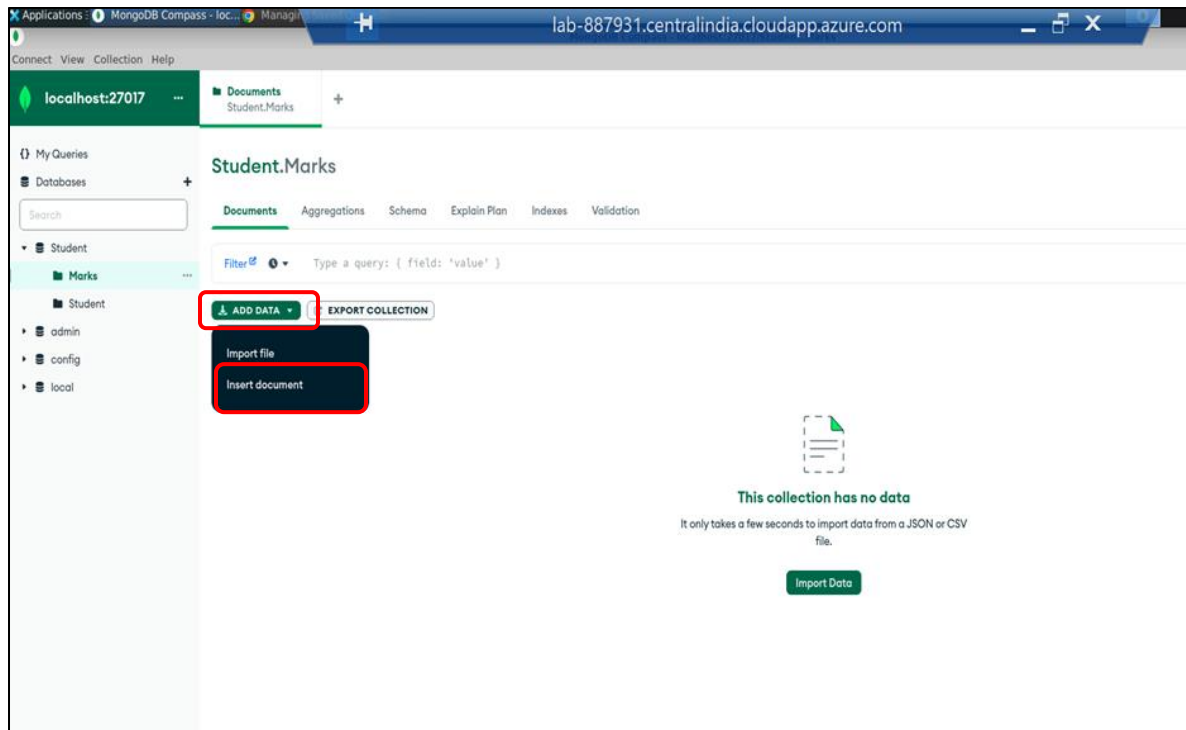 Applications : MongoDB Compass - loc... Managin
lab-887931.centralindia.cloudapp.azure.com
Connect View Collection Help
localhost:27017 ...
Documents
Student.Marks
+
{} My Queries
Databases +
Search
Student
Marks ...
Student
admin
config
local
Student.Marks
Documents Aggregations Schema Explain Plan Indexes Validation
Filter Type a query: { field: 'value' }
ADD DATA EXPORT COLLECTION
Import file
Insert document
This collection has no data
It only takes a few seconds to import data from a JSON or CSV
file.
Import Data